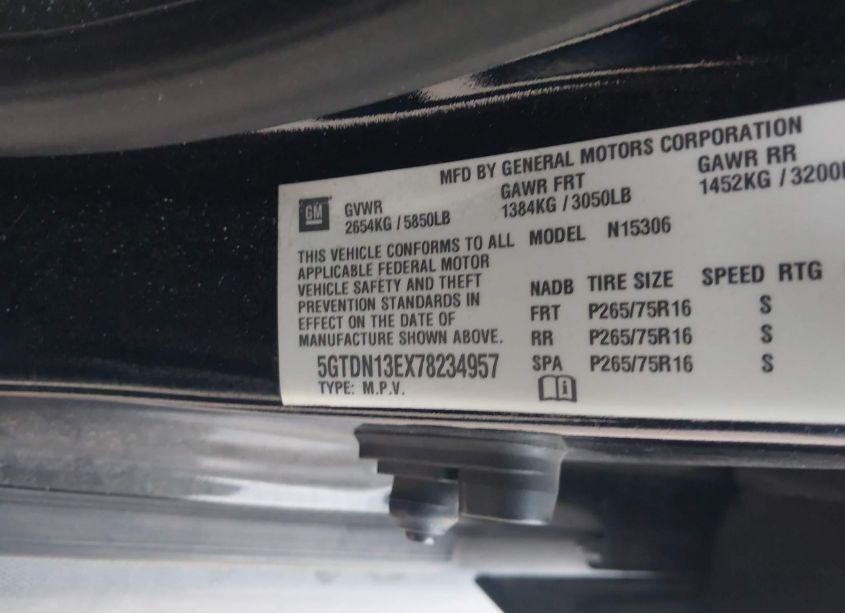 MFD BY GENERAL MOTORS CORPORATION
GM
GVWR GAWR FRT GAWR RR
2654KG / 5850LB 1384KG / 3050LB 1452KG / 3200
THIS VEHICLE CONFORMS TO ALL
APPLICABLE FEDERAL MOTOR
VEHICLE SAFETY AND THEFT
PREVENTION STANDARDS IN
EFFECT ON THE DATE OF
MANUFACTURE SHOWN ABOVE.
5GTDN13EX78234957
TYPE: M.P.V.
MODEL N15306
NADB TIRE SIZE SPEED RTG
FRT P265/75R16 S
RR P265/75R16 S
SPA P265/75R16 S